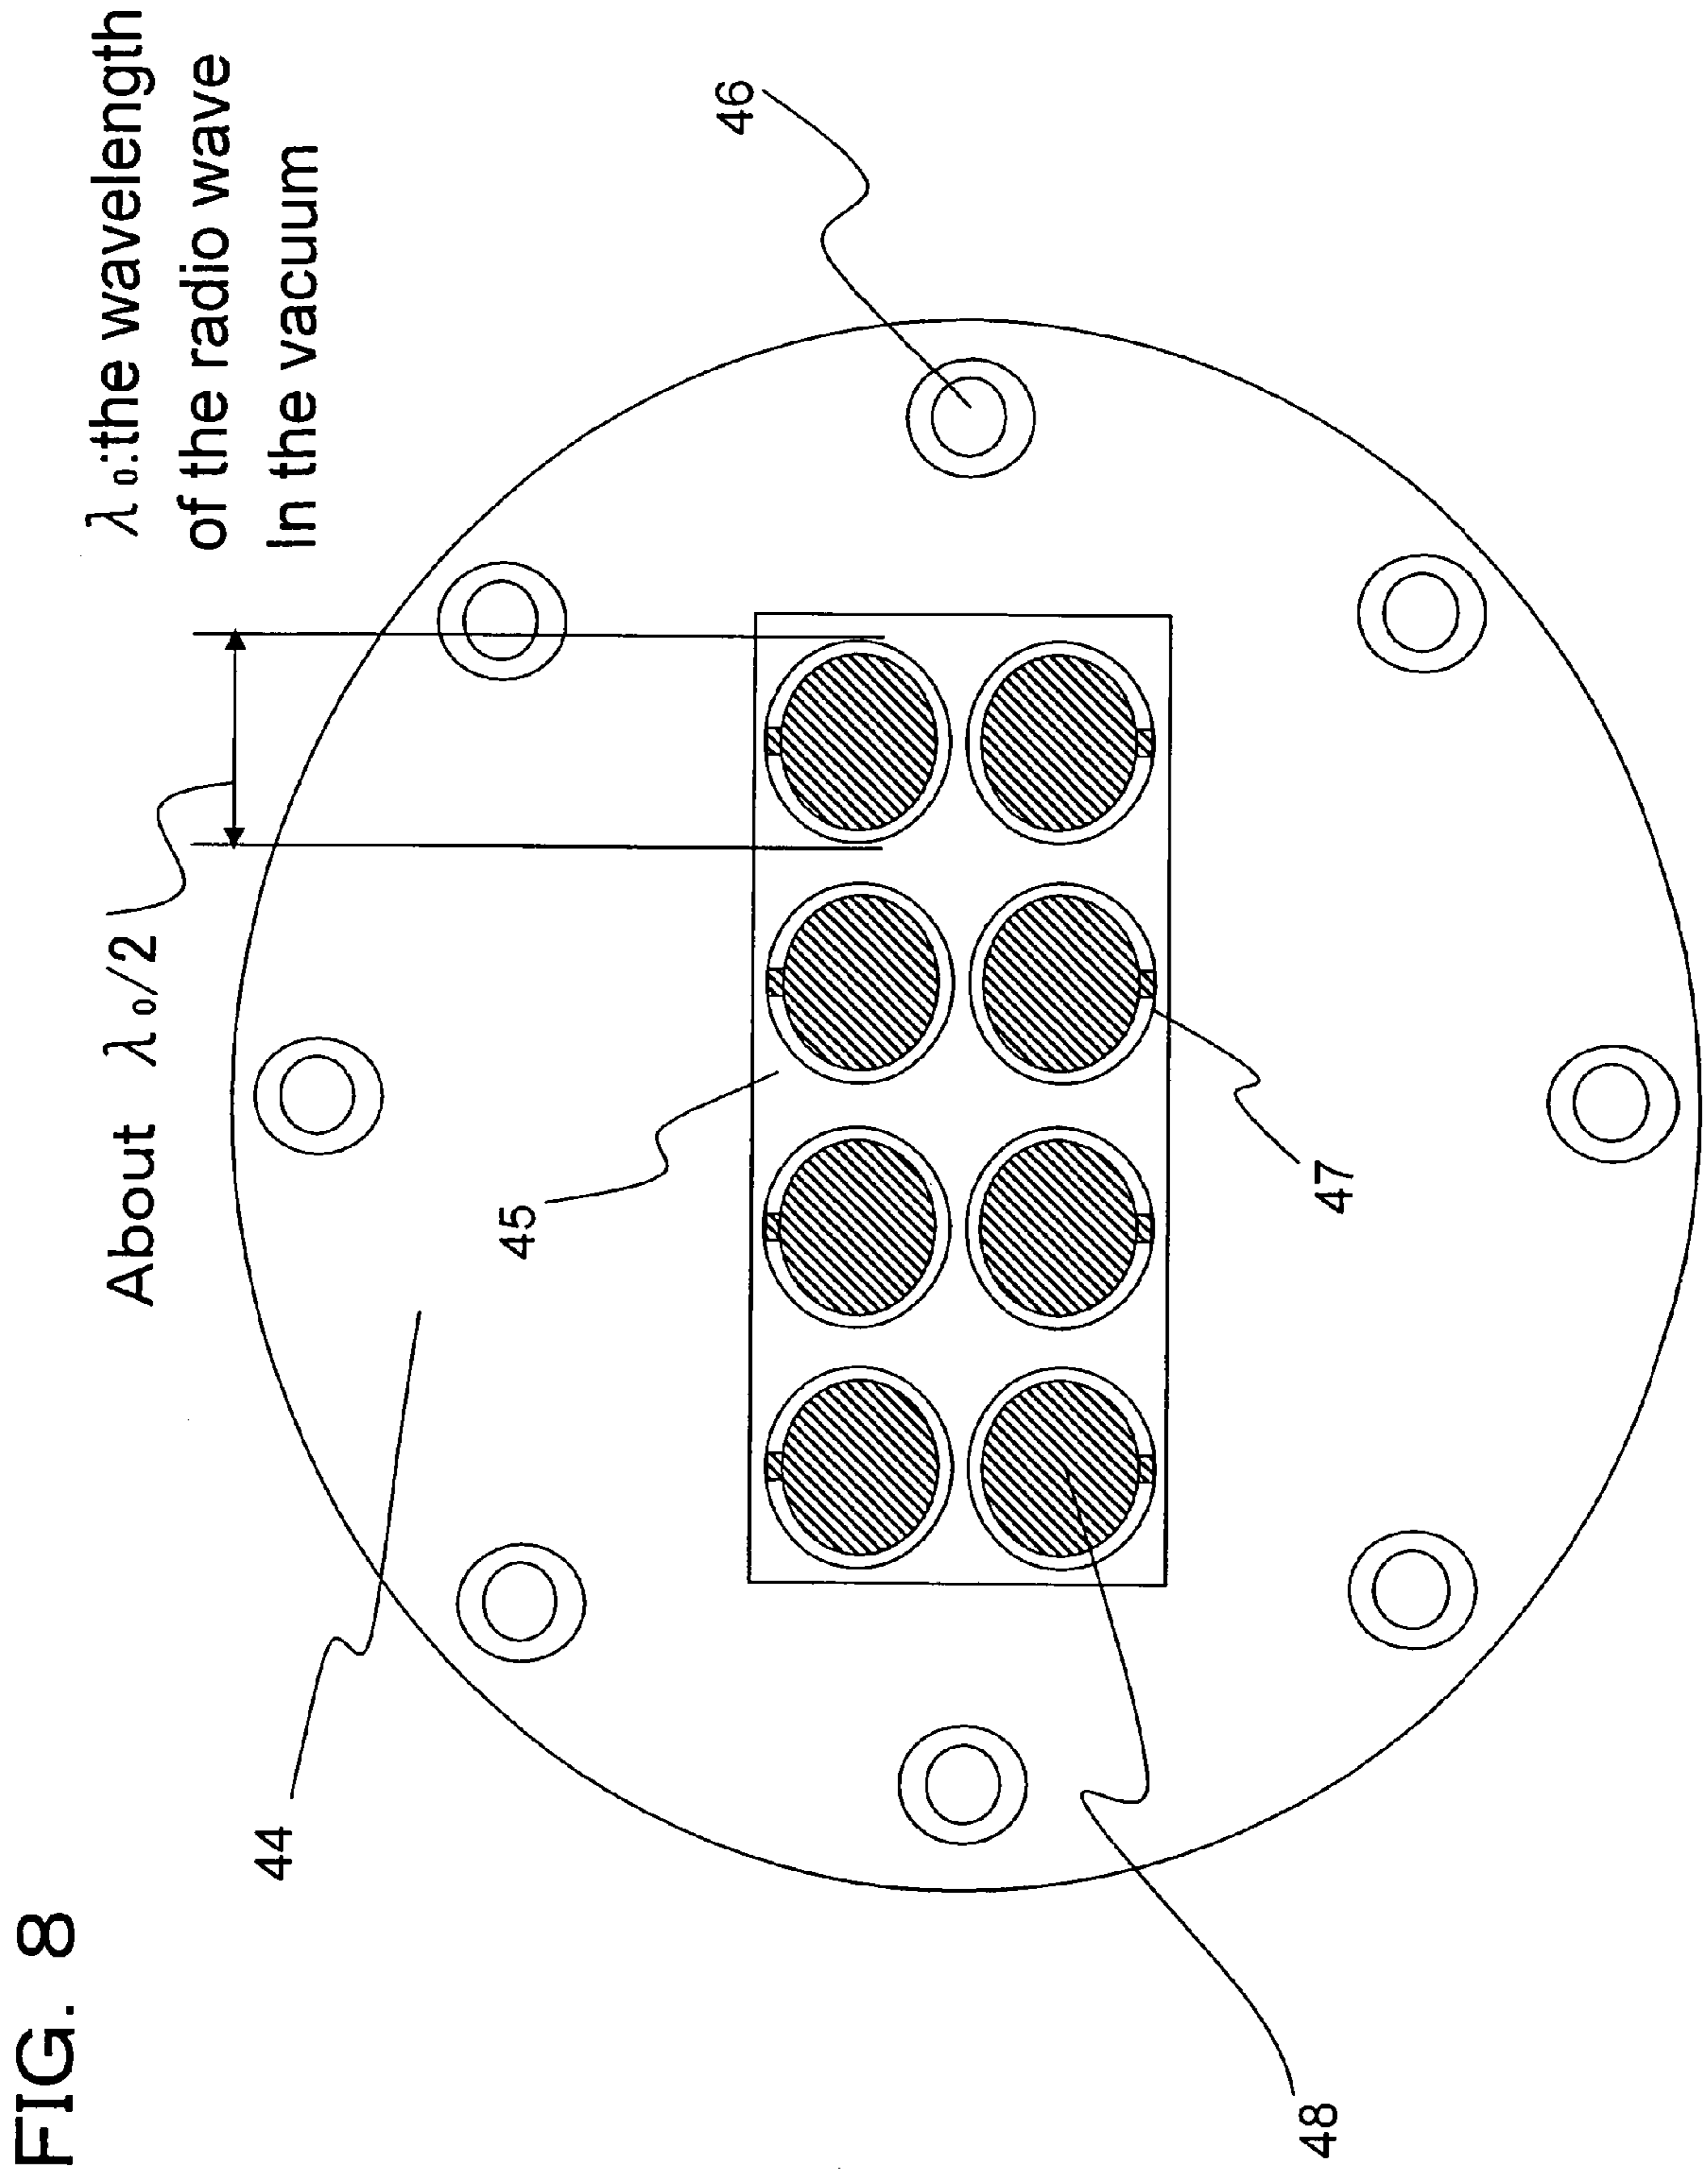 FIG. 8
About λ0/2
λ0:the wavelength
of the radio wave
In the vacuum
44
45
46
47
48